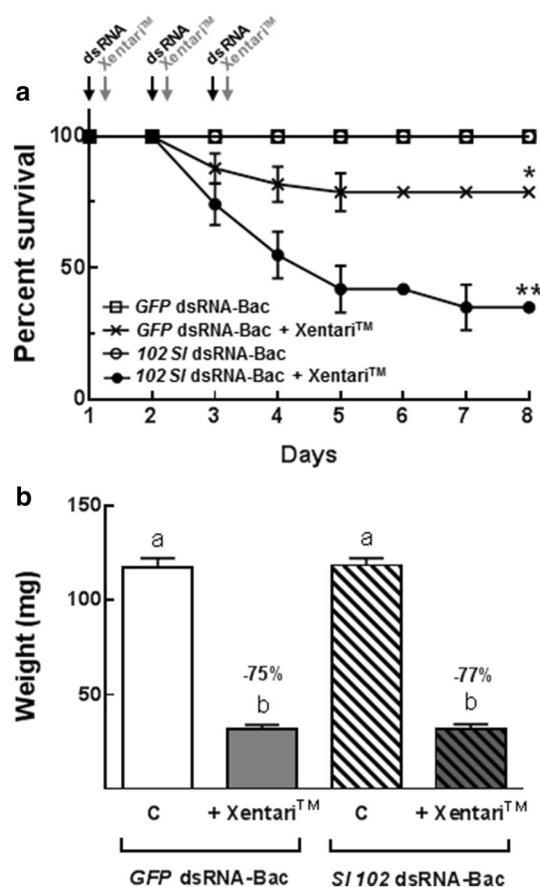 dsRNA
Xentari™
dsRNA
Xentari™
dsRNA
Xentari™
a
Percent survival
100
50
0
*
**
GFP dsRNA-Bac
GFP dsRNA-Bac + Xentari™
102 SI dsRNA-Bac
102 SI dsRNA-Bac + Xentari™
1 2 3 4 5 6 7 8
Days
b
Weight (mg)
150
100
50
a
-75%
b
a
-77%
b
C + Xentari™ C + Xentari™
GFP dsRNA-Bac SI 102 dsRNA-Bac